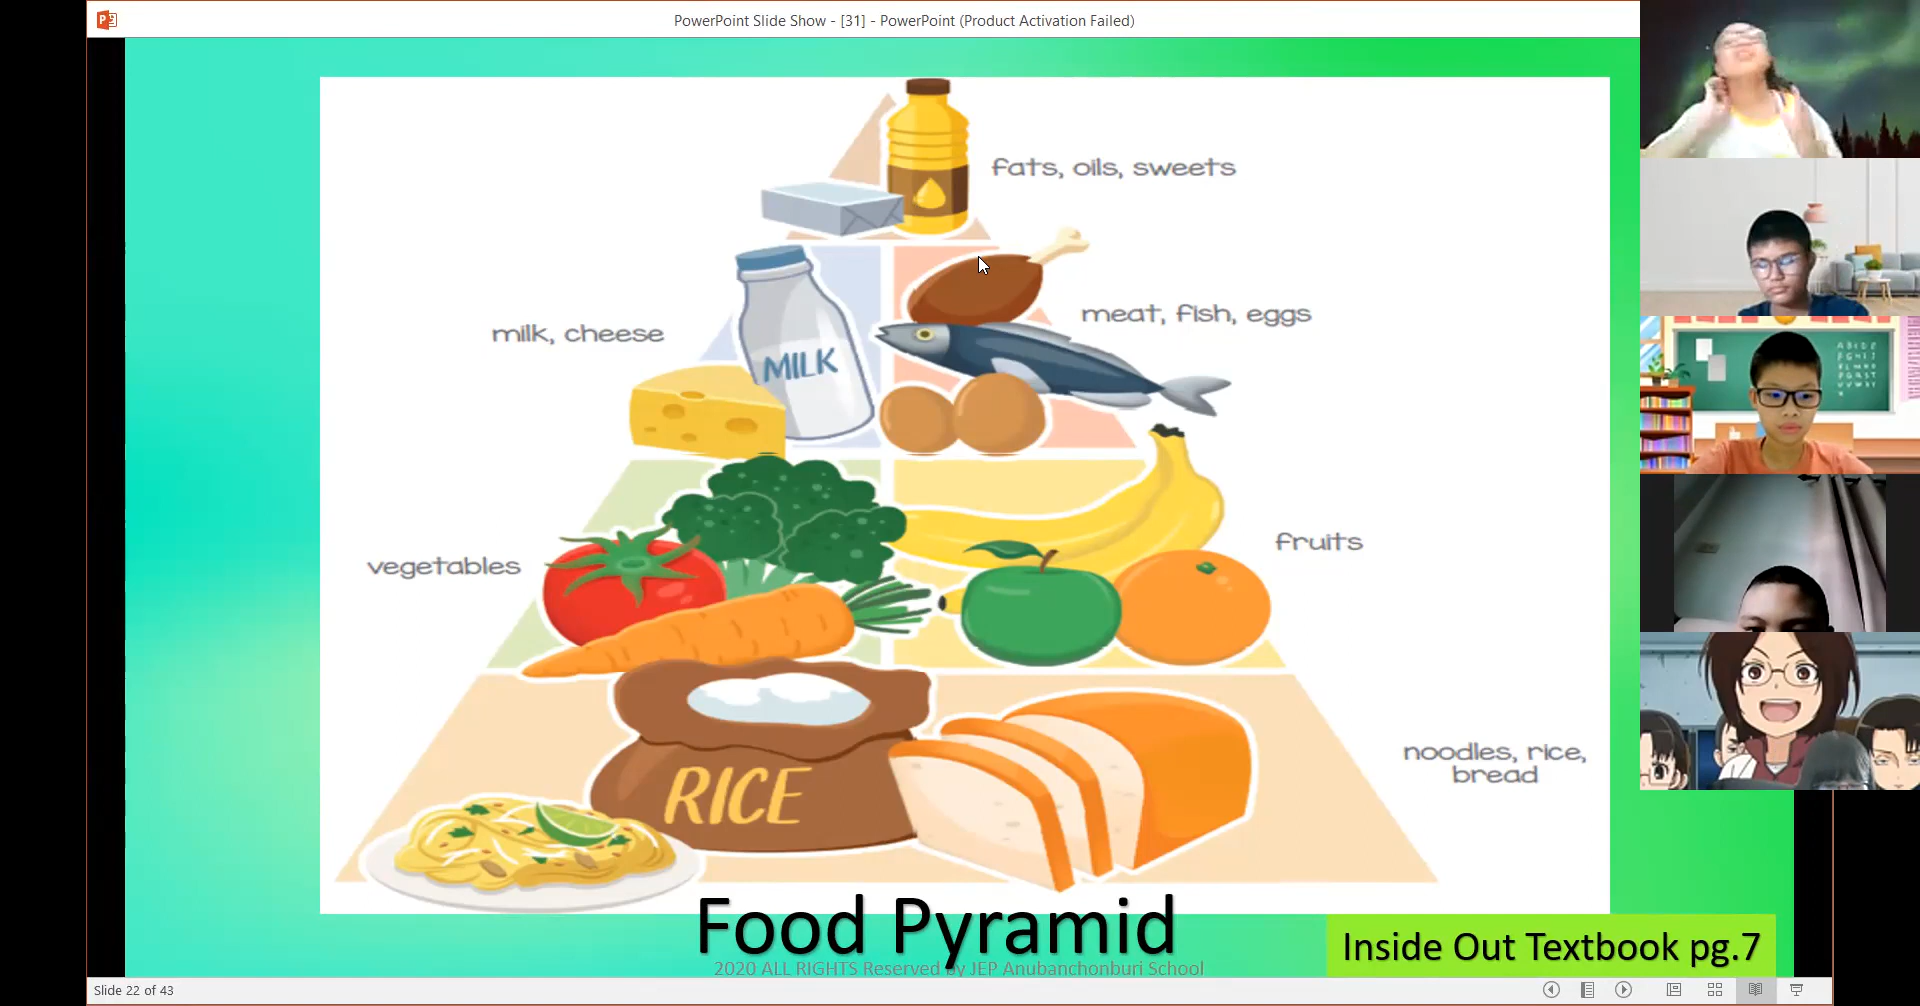 PowerPoint Slide Show - [31] - PowerPoint (Product Activation Failed)
fats, oils, sweets
milk, cheese
meat, fish, eggs
MILK
vegetables
fruits
noodles, rice,
bread
RICE
Food Pyramid
Inside Out Textbook pg.7
2020 ALL RIGHTS Reserved by JEP Anubanchonburi School
Slide 22 of 43